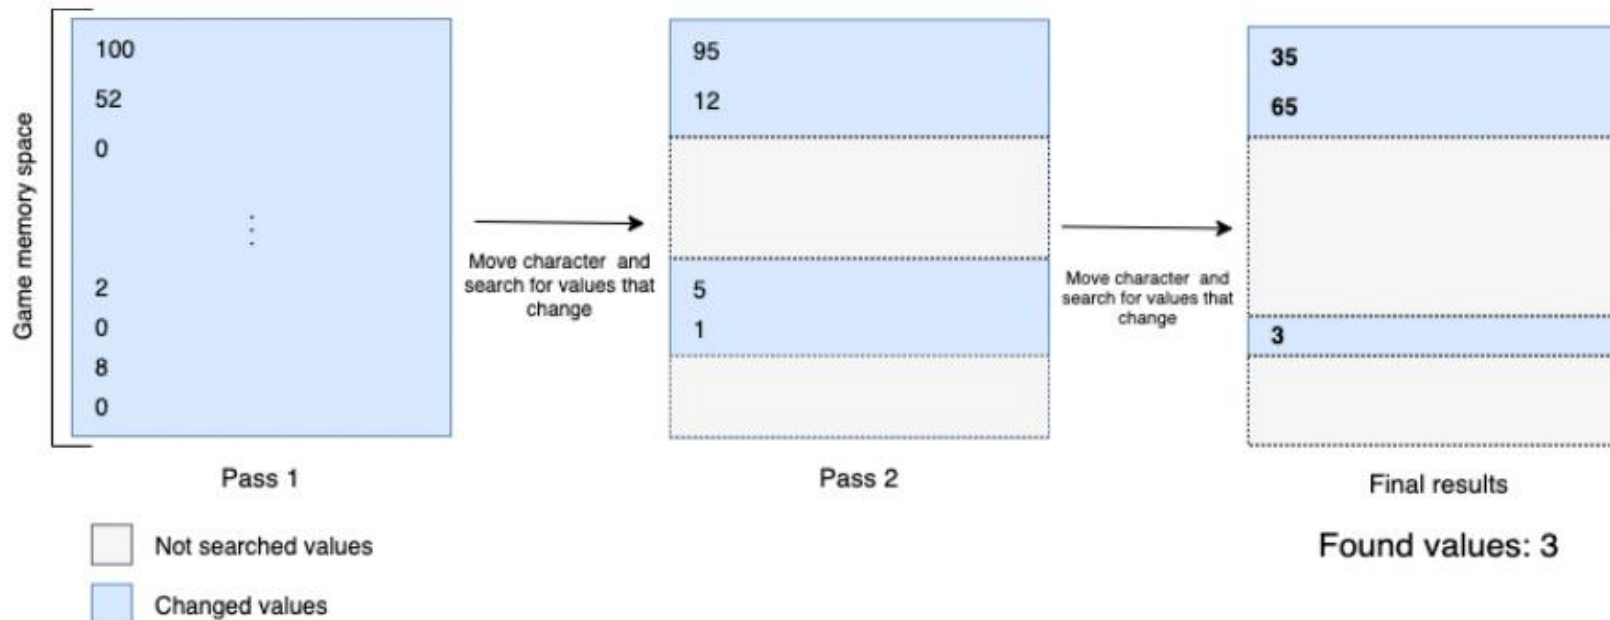 Game memory space
100
52
0
⋮
2
0
8
0
Pass 1
Move character and
search for values that
change
95
12
5
1
Pass 2
Move character and
search for values that
change
35
65
3
Final results
Found values: 3
Not searched values
Changed values